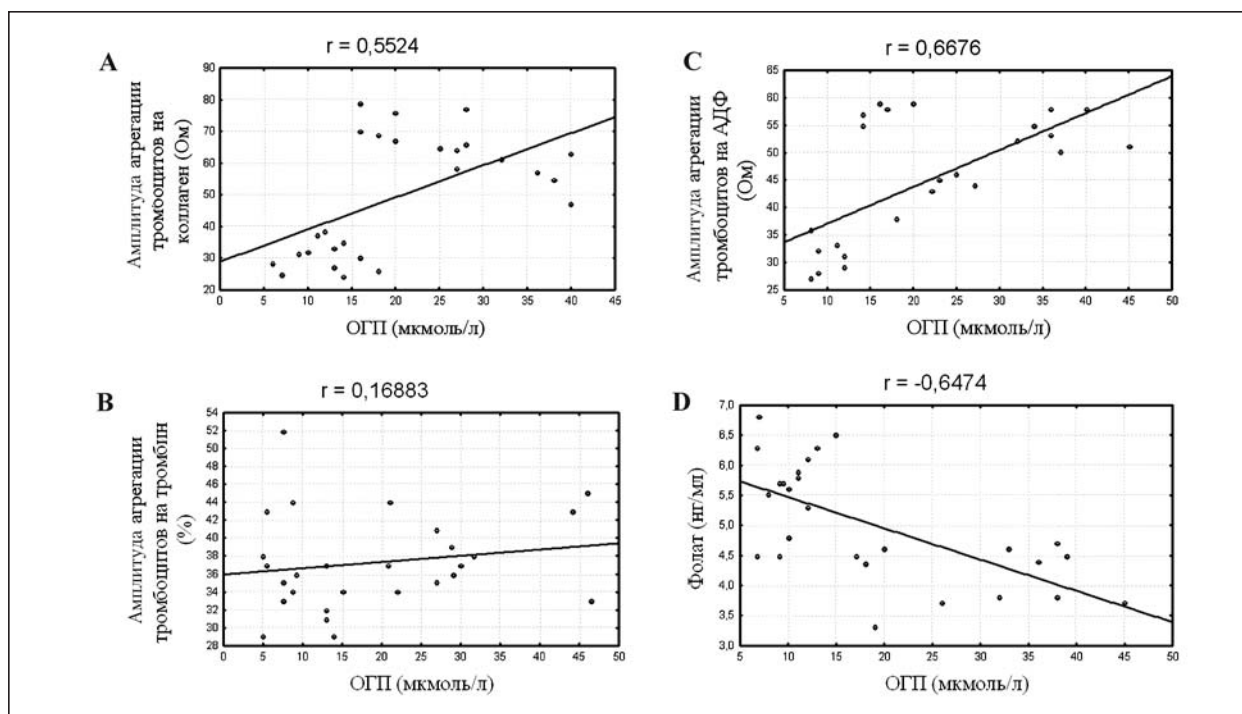 A
r = 0,5524
Амплитуда агрегации
тромбоцитов на
коллаген (Ом)
90
80
70
60
50
40
30
20
0 5 10 15 20 25 30 35 40 45
ОГП (мкмоль/л)
C
r = 0,6676
Амплитуда агрегации
тромбоцитов на АДФ
(Ом)
65
60
55
50
45
40
35
30
25
5 10 15 20 25 30 35 40 45 50
ОГП (мкмоль/л)
B
r = 0,16883
Амплитуда агрегации
тромбоцитов на тромбин
(%)
54
52
50
48
46
44
42
40
38
36
34
32
30
28
0 5 10 15 20 25 30 35 40 45 50
ОГП (мкмоль/л)
D
r = -0,6474
Фолат (нг/мл)
7,0
6,5
6,0
5,5
5,0
4,5
4,0
3,5
3,0
5 10 15 20 25 30 35 40 45 50
ОГП (мкмоль/л)